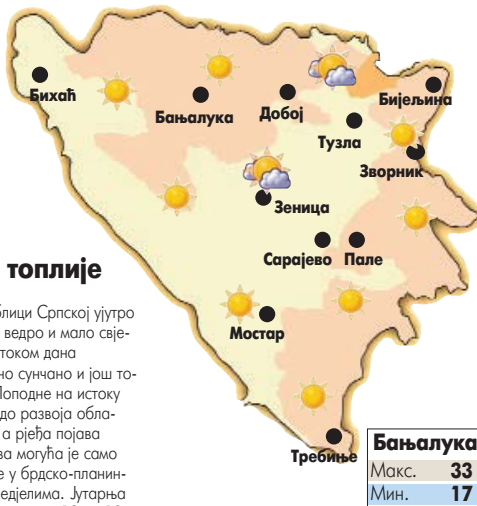 Бихаћ
Бањалука
Добој
Бијељина
Тузла
Зворник
Зеница
Сарајево Пале
Мостар
Требиње
топлије
блици Српској ујутро
ведро и мало свје-
током дана
но сунчано и још то-
Поподне на истоку
до развоја обла-
а рјеђа појава
ва могућа је само
е у брдско-планин-
едјелима. Јутарња
Бањалука
Макс. 33
Мин. 17